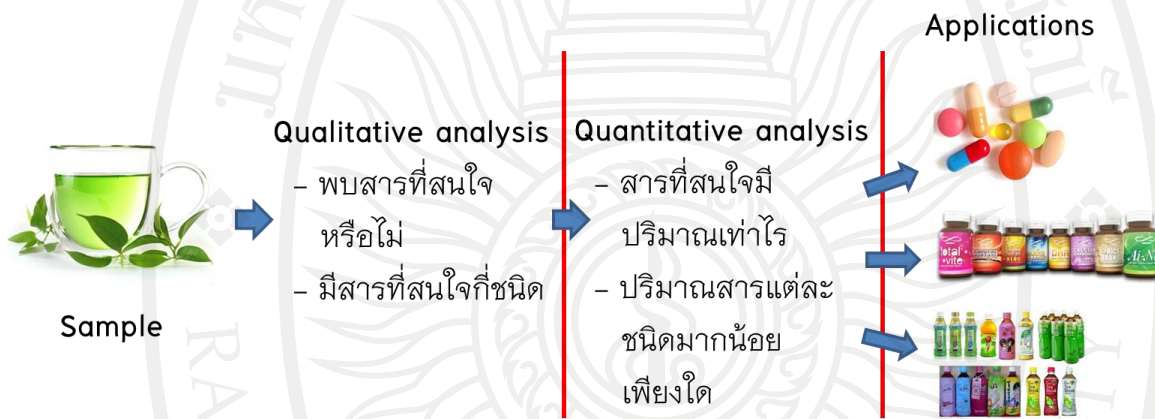 Applications
Qualitative analysis
- พบสารที่สนใจ
หรือไม่
- มีสารที่สนใจกี่ชนิด
Quantitative analysis
- สารที่สนใจมี
ปริมาณเท่าไร
- ปริมาณสารแต่ละ
ชนิดมากน้อย
เพียงใด
Sample
total
vite